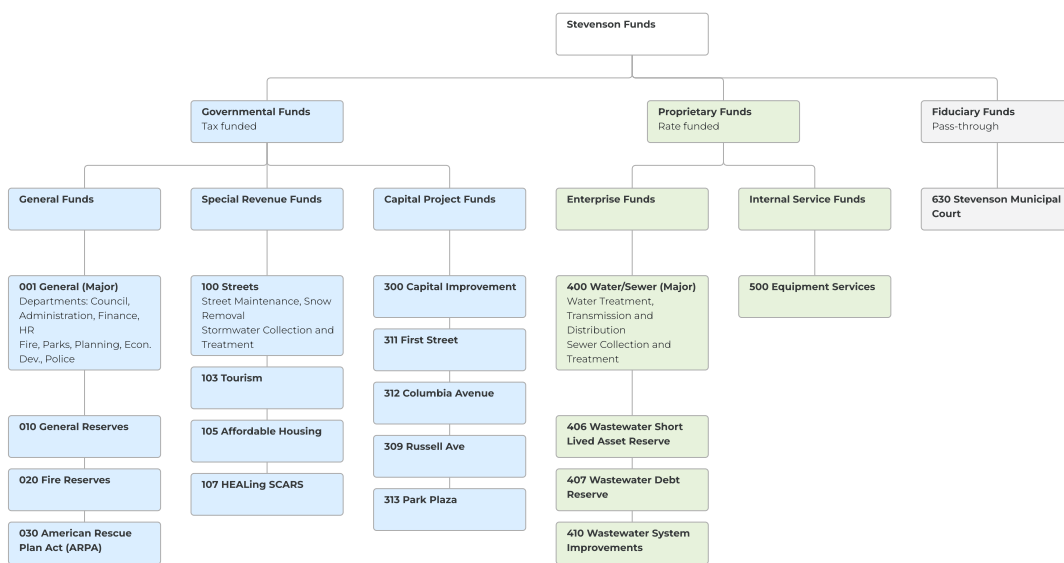 Stevenson Funds
Governmental Funds
Tax funded
Proprietary Funds
Rate funded
Fiduciary Funds
Pass-through
General Funds
Special Revenue Funds
Capital Project Funds
Enterprise Funds
Internal Service Funds
630 Stevenson Municipal
Court
001 General (Major)
Departments: Council,
Administration, Finance,
HR
Fire, Parks, Planning, Econ.
Dev., Police
010 General Reserves
020 Fire Reserves
030 American Rescue
Plan Act (ARPA)
100 Streets
Street Maintenance, Snow
Removal
Stormwater Collection and
Treatment
103 Tourism
105 Affordable Housing
107 HEALing SCARS
300 Capital Improvement
311 First Street
312 Columbia Avenue
309 Russell Ave
313 Park Plaza
400 Water/Sewer (Major)
Water Treatment,
Transmission and
Distribution
Sewer Collection and
Treatment
406 Wastewater Short
Lived Asset Reserve
407 Wastewater Debt
Reserve
410 Wastewater System
Improvements
500 Equipment Services